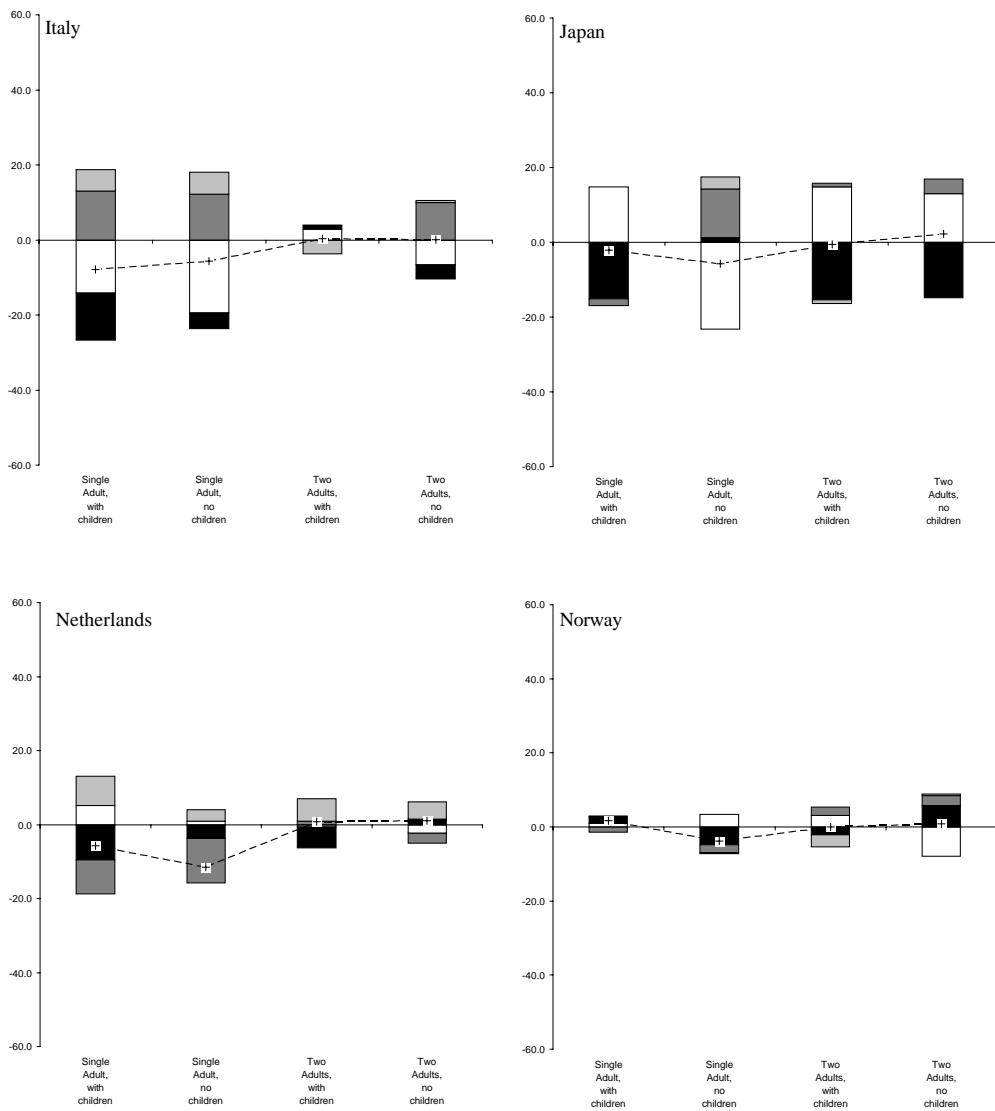 Italy
60.0
40.0
20.0
0.0
-20.0
-40.0
-60.0
Single
Adult,
with
children
Single
Adult,
no
children
Two
Adults,
with
children
Two
Adults,
no
children
Japan
60.0
40.0
20.0
0.0
-20.0
-40.0
-60.0
Single
Adult,
with
children
Single
Adult,
no
children
Two
Adults,
with
children
Two
Adults,
no
children
Netherlands
60.0
40.0
20.0
0.0
-20.0
-40.0
-60.0
Single
Adult,
with
children
Single
Adult,
no
children
Two
Adults,
with
children
Two
Adults,
no
children
Norway
60.0
40.0
20.0
0.0
-20.0
-40.0
-60.0
Single
Adult,
with
children
Single
Adult,
no
children
Two
Adults,
with
children
Two
Adults,
no
children